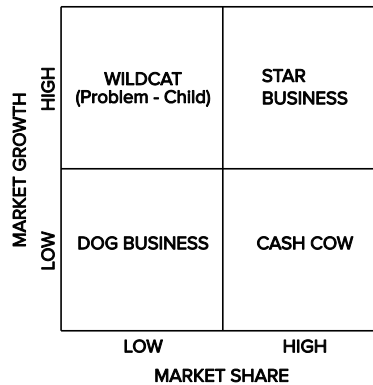 WILDCAT
(Problem - Child)
STAR
BUSINESS
DOG BUSINESS
CASH COW
MARKET GROWTH
HIGH
LOW
LOW
HIGH
MARKET SHARE